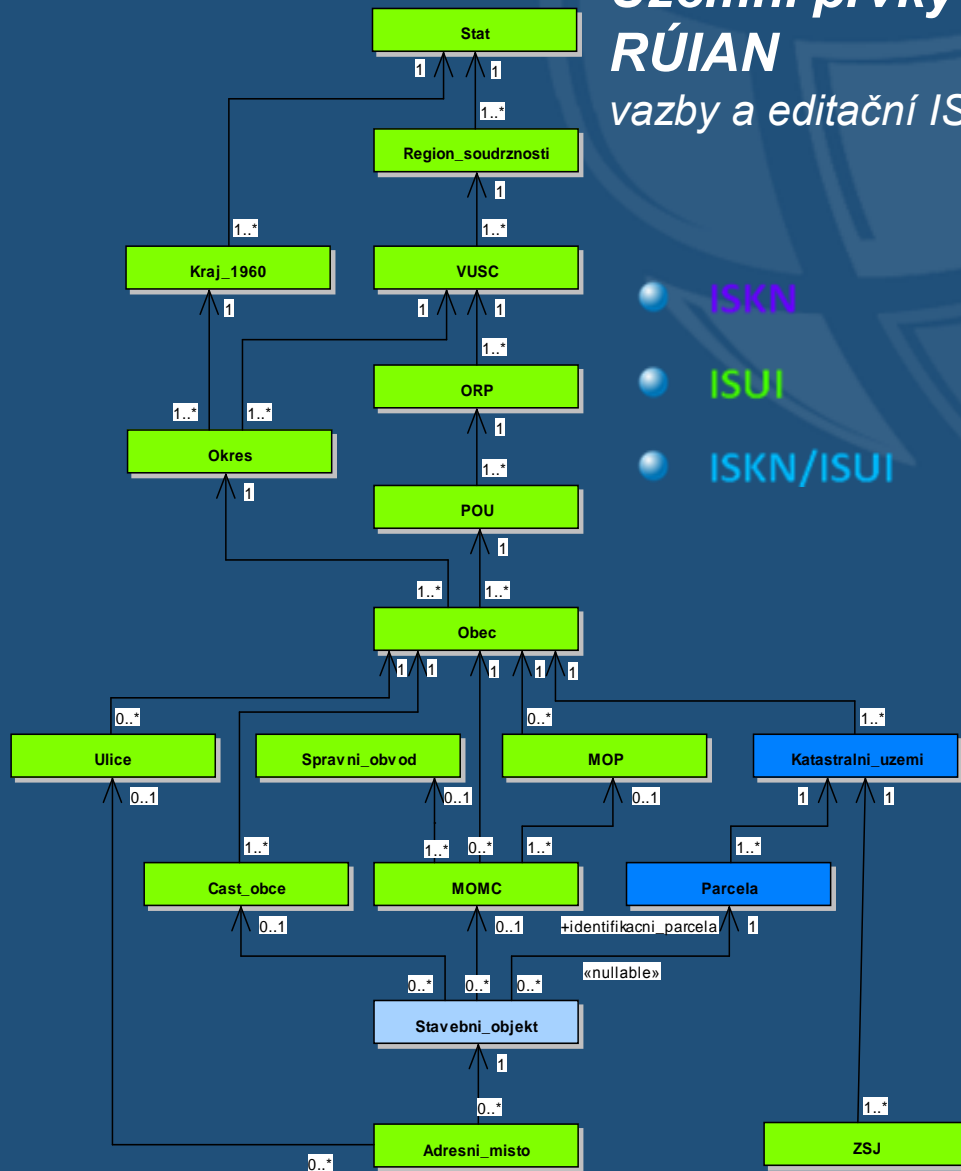 Územní prvky
RÚIAN
vazby a editační IS
Stat
1 1
1..*
Region_soudrznosti
1
1..* 1..*
Kraj_1960 VUSC
1 1 1
1..*
ORP
1..* 1..* 1
Okres
1..*
1 POU
1
1..* 1..*
Obec
1 1 1 1 1
0..* 0..* 1..*
Ulice Spravni_obvod MOP Katastralni_uzemi
0..1 0..1 0..1 1 1
1..* 1..* 0..* 1..* 1..*
Cast_obce MOMC Parcela
0..1 0..1 +identifikacni_parcela 1
«nullable»
0..* 0..* 0..*
Stavebni_objekt
1
0..* 1..*
Adresni_misto ZSJ
0..*
ISKN
ISUI
ISKN/ISUI